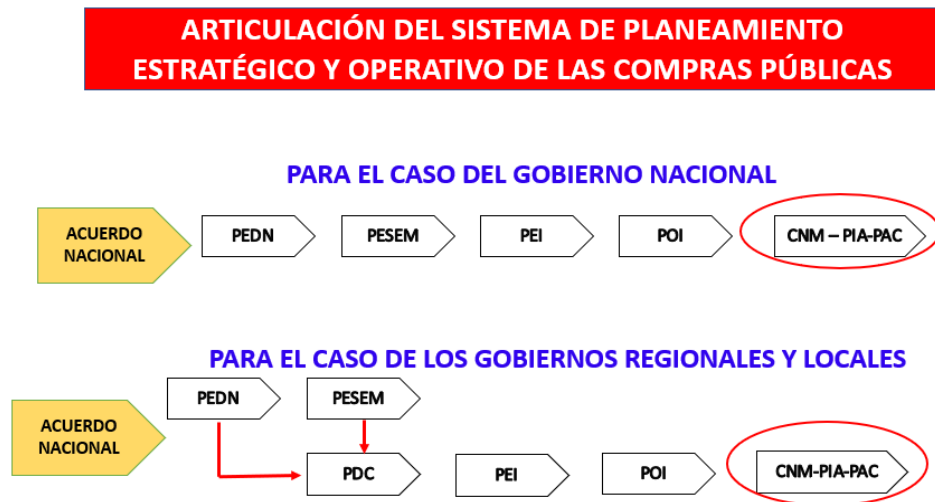 ARTICULACIÓN DEL SISTEMA DE PLANEAMIENTO
ESTRATÉGICO Y OPERATIVO DE LAS COMPRAS PÚBLICAS
PARA EL CASO DEL GOBIERNO NACIONAL
ACUERDO
NACIONAL
PEDN
PESEM
PEI
POI
CNM – PIA-PAC
PARA EL CASO DE LOS GOBIERNOS REGIONALES Y LOCALES
ACUERDO
NACIONAL
PEDN
PESEM
PDC
PEI
POI
CNM-PIA-PAC